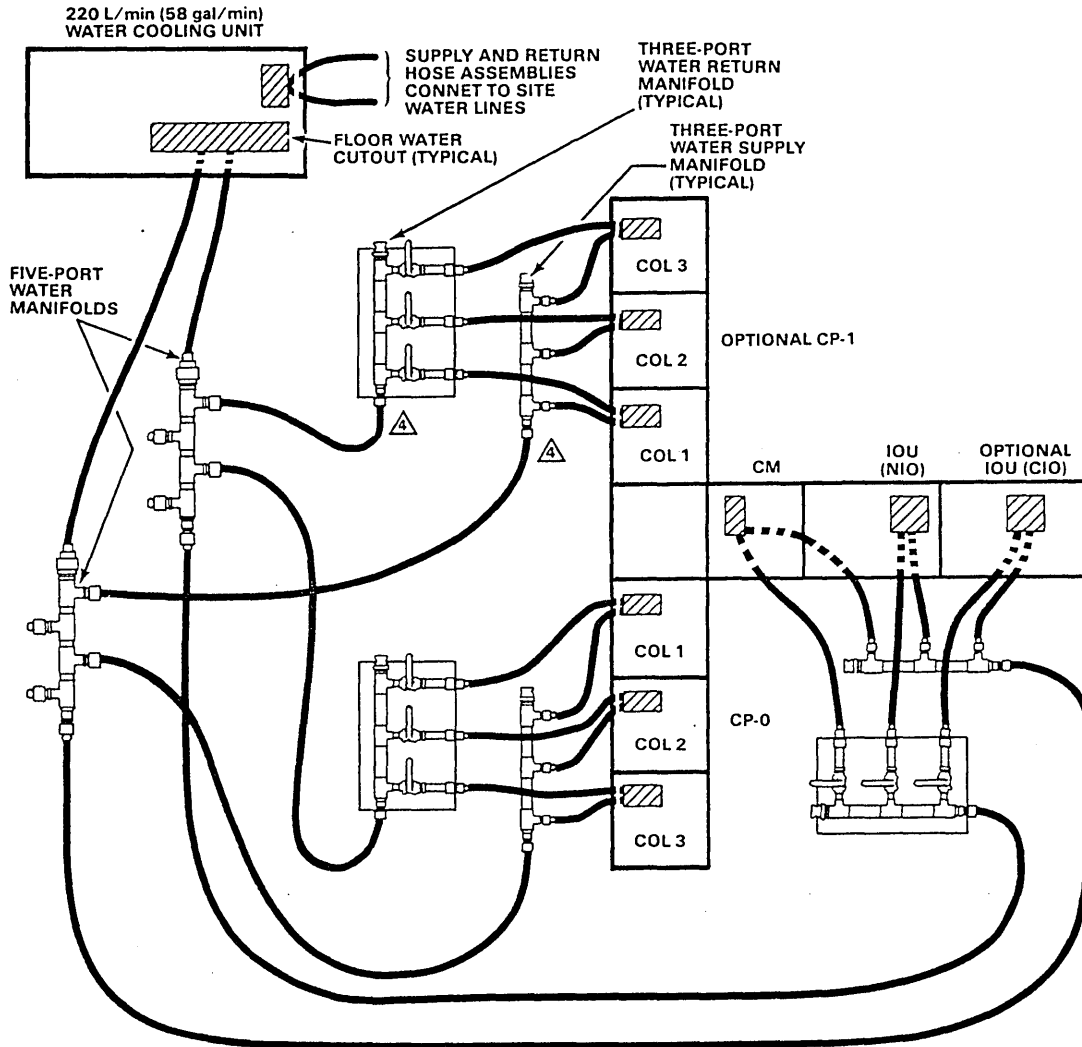 220 L/min (58 gal/min)
WATER COOLING UNIT
SUPPLY AND RETURN
HOSE ASSEMBLIES
CONNET TO SITE
WATER LINES
FLOOR WATER
CUTOUT (TYPICAL)
THREE-PORT
WATER RETURN
MANIFOLD
(TYPICAL)
THREE-PORT
WATER SUPPLY
MANIFOLD
(TYPICAL)
FIVE-PORT
WATER
MANIFOLDS
COL 3
COL 2
COL 1
OPTIONAL CP-1
4
4
CM
IOU
(NIO)
OPTIONAL
IOU (CIO)
COL 1
COL 2
COL 3
CP-0